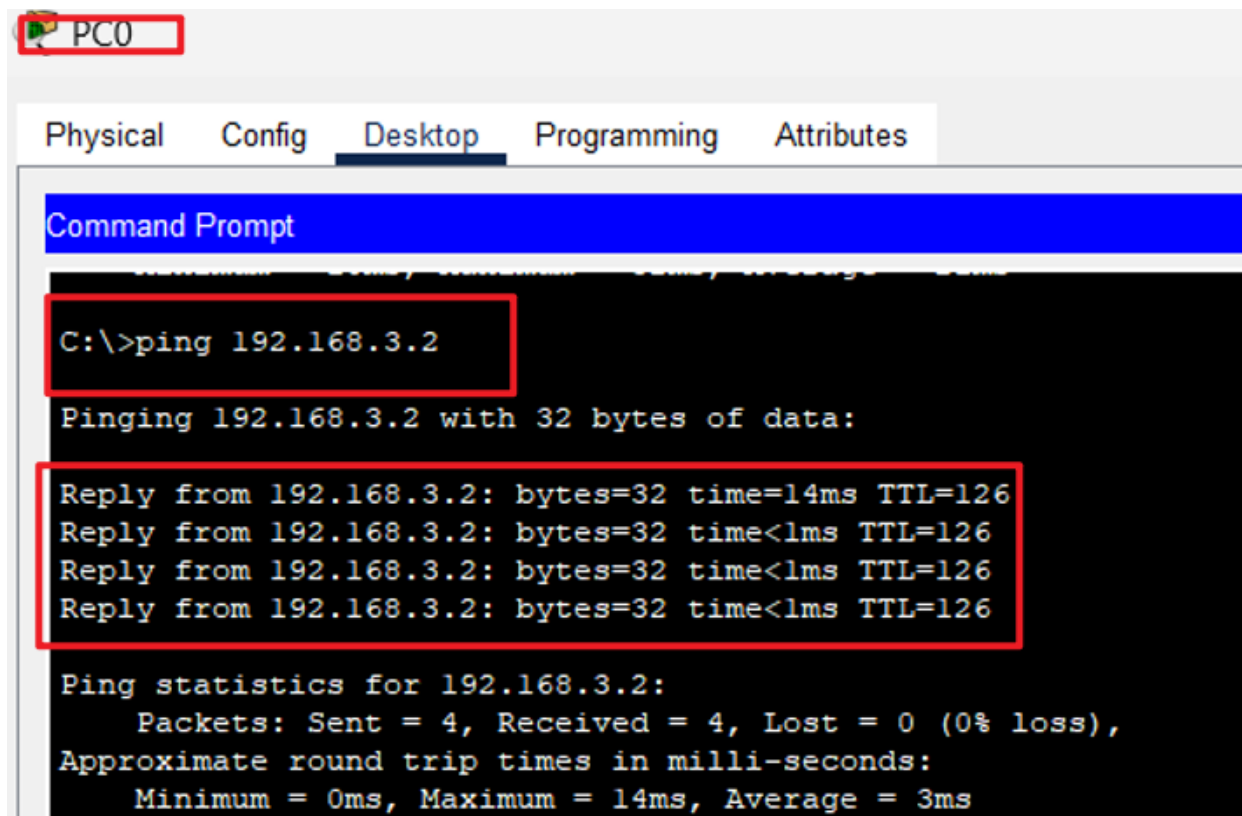 PC0
Physical Config Desktop Programming Attributes
Command Prompt
C:\>ping 192.168.3.2
Pinging 192.168.3.2 with 32 bytes of data:
Reply from 192.168.3.2: bytes=32 time=14ms TTL=126
Reply from 192.168.3.2: bytes=32 time<1ms TTL=126
Reply from 192.168.3.2: bytes=32 time<1ms TTL=126
Reply from 192.168.3.2: bytes=32 time<1ms TTL=126
Ping statistics for 192.168.3.2:
Packets: Sent = 4, Received = 4, Lost = 0 (0% loss),
Approximate round trip times in milli-seconds:
Minimum = 0ms, Maximum = 14ms, Average = 3ms